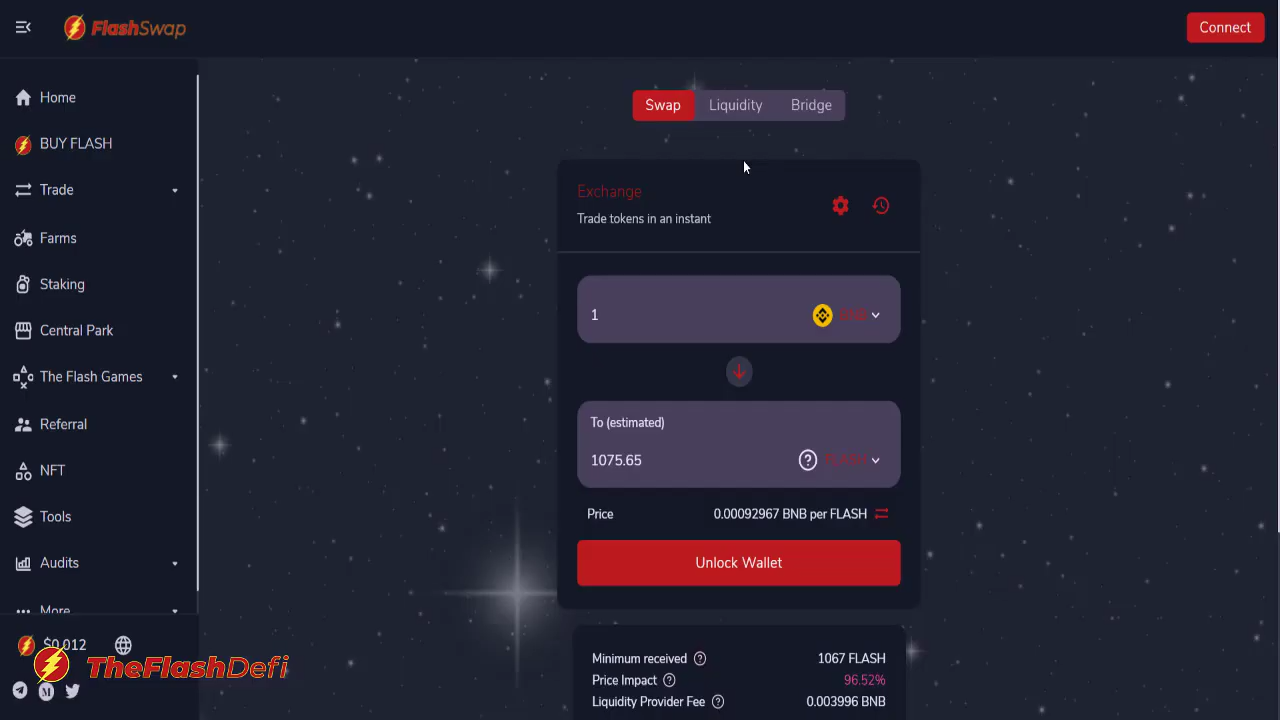 FlashSwap
Connect
Home
BUY FLASH
Trade
Farms
Staking
Central Park
The Flash Games
Referral
NFT
Tools
Audits
More
$0.012
TheFlashDefi
Swap
Liquidity
Bridge
Exchange
Trade tokens in an instant
1
BNB
To (estimated)
1075.65
FLASH
Price
0.00092967 BNB per FLASH
Unlock Wallet
Minimum received
1067 FLASH
Price Impact
96.52%
Liquidity Provider Fee
0.003996 BNB